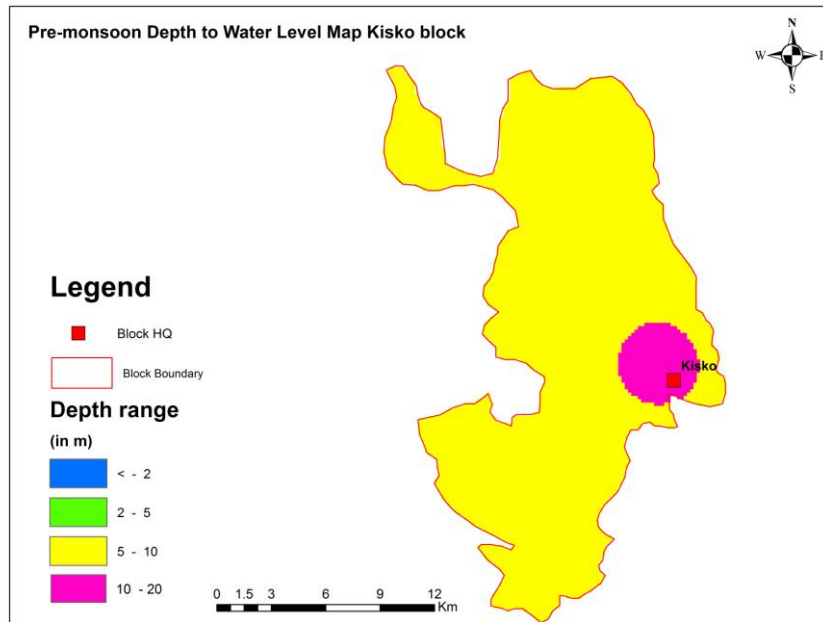 Pre-monsoon Depth to Water Level Map Kisko block
N
W E
S
Legend
Block HQ
Block Boundary
Depth range
(in m)
< - 2
2 - 5
5 - 10
10 - 20
Kisko
0 1.5 3 6 9 12
Km